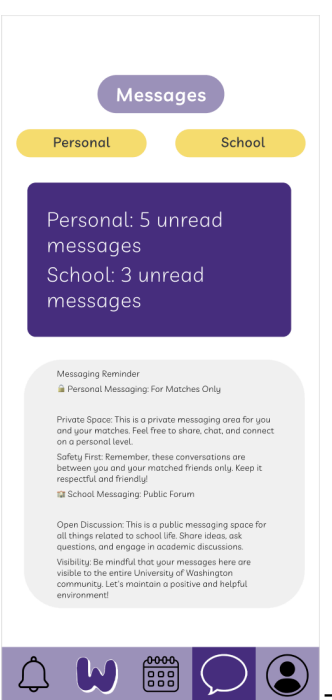 Messages
Personal
School
Personal: 5 unread
messages
School: 3 unread
messages
Messaging Reminder
🔒 Personal Messaging: For Matches Only
Private Space: This is a private messaging area for you
and your matches. Feel free to share, chat, and connect
on a personal level.
Safety First: Remember, these conversations are
between you and your matched friends only. Keep it
respectful and friendly!
🏫 School Messaging: Public Forum
Open Discussion: This is a public messaging space for
all things related to school life. Share ideas, ask
questions, and engage in academic discussions.
Visibility: Be mindful that your messages here are
visible to the entire University of Washington
community. Let's maintain a positive and helpful
environment!
W